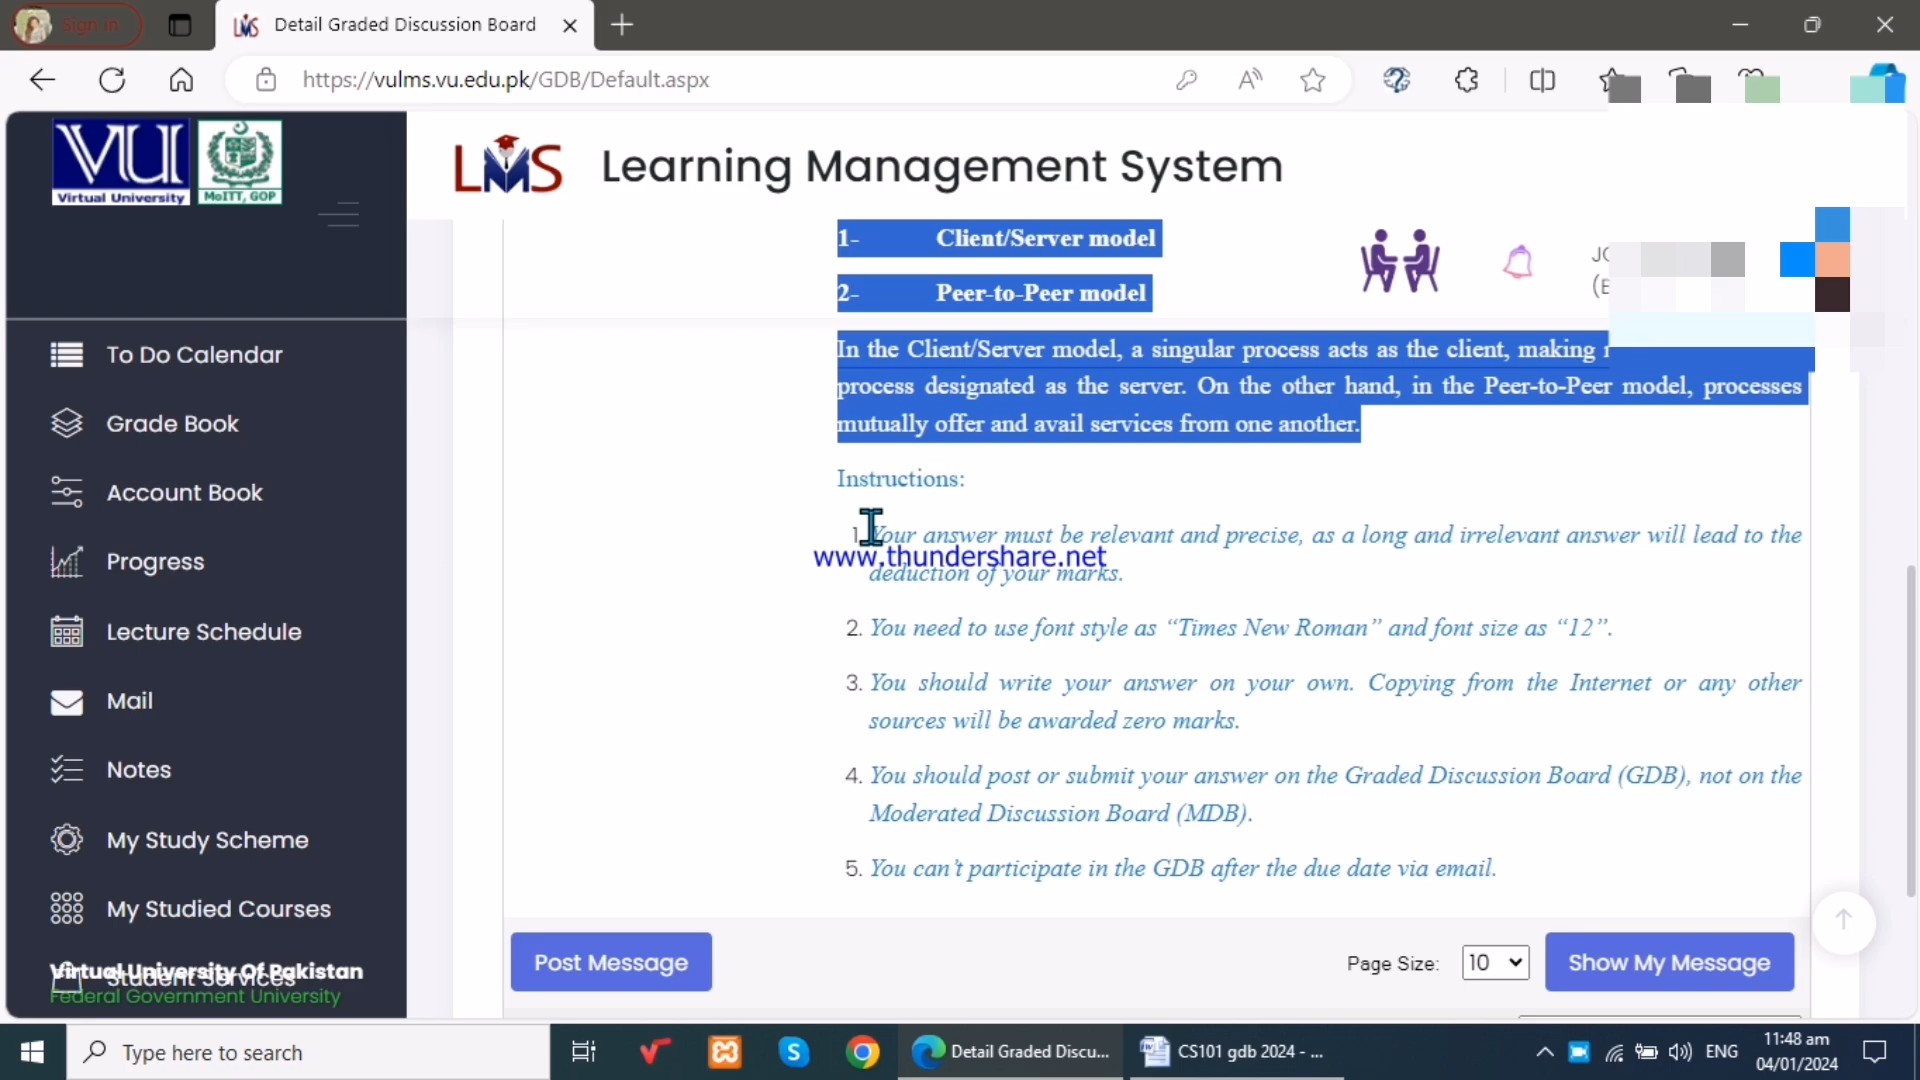 Sign in
Detail Graded Discussion Board
https://vulms.vu.edu.pk/GDB/Default.aspx
VU
Virtual University
MoITT, GOP
LMS
Learning Management System
1- Client/Server model
2- Peer-to-Peer model
In the Client/Server model, a singular process acts as the client, making
process designated as the server. On the other hand, in the Peer-to-Peer model, processes
mutually offer and avail services from one another.
Instructions:
1. Your answer must be relevant and precise, as a long and irrelevant answer will lead to the
www.thundershare.net
deduction of your marks.
2. You need to use font style as “Times New Roman” and font size as “12”.
3. You should write your answer on your own. Copying from the Internet or any other
sources will be awarded zero marks.
4. You should post or submit your answer on the Graded Discussion Board (GDB), not on the
Moderated Discussion Board (MDB).
5. You can’t participate in the GDB after the due date via email.
To Do Calendar
Grade Book
Account Book
Progress
Lecture Schedule
Mail
Notes
My Study Scheme
My Studied Courses
Student Services
Virtual University Of Pakistan
Federal Government University
Post Message
Page Size:
10
Show My Message
Type here to search
Detail Graded Discu...
CS101 gdb 2024 - ...
ENG
11:48 am
04/01/2024